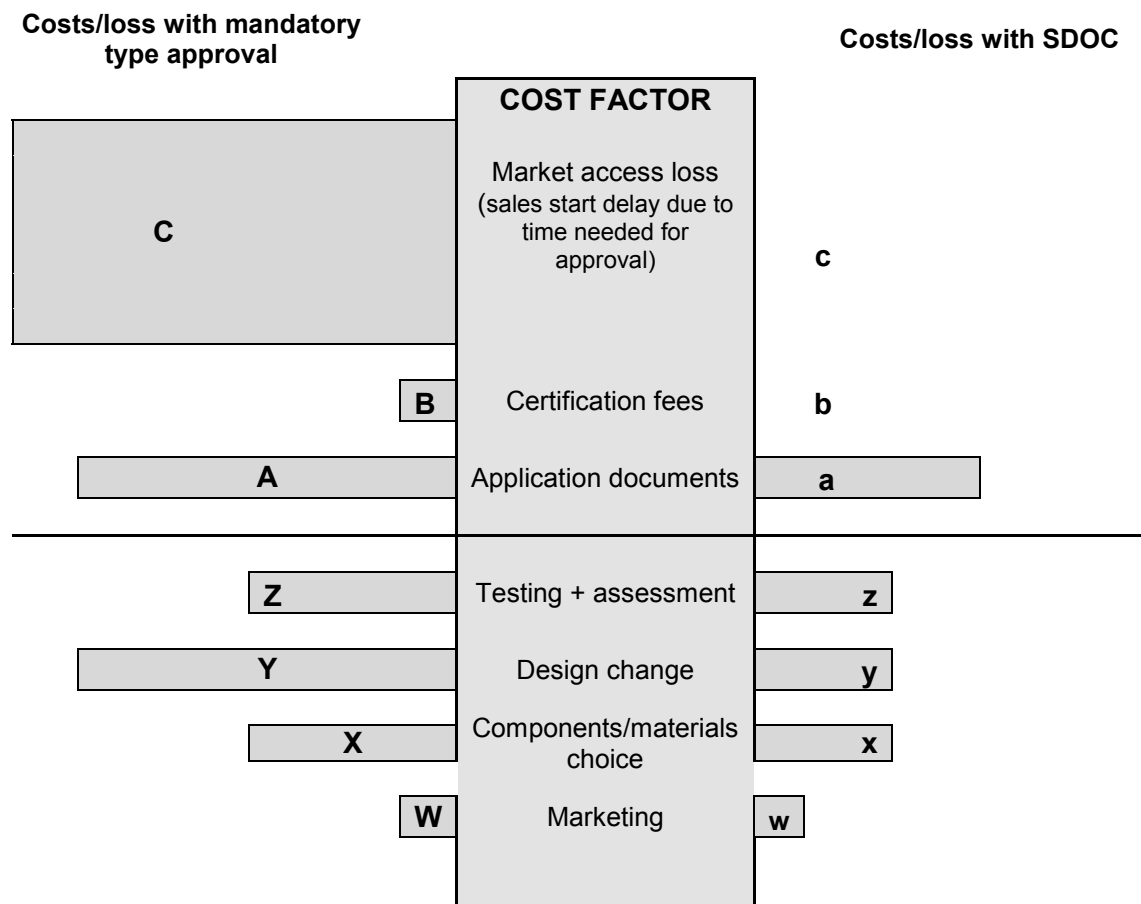 Costs/loss with mandatory
type approval
Costs/loss with SDOC
COST FACTOR
Market access loss
(sales start delay due to
time needed for
approval)
C
c
B
Certification fees
b
A
Application documents
a
Z
Testing + assessment
z
Y
Design change
y
X
Components/materials
choice
x
W
Marketing
w